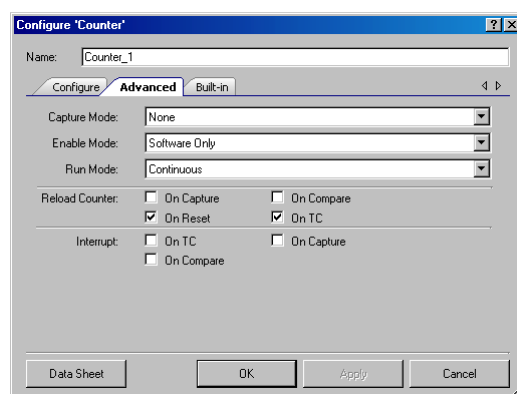 Configure 'Counter'
Name: Counter_1
Configure Advanced Built-in
Capture Mode: None
Enable Mode: Software Only
Run Mode: Continuous
Reload Counter: On Capture On Compare
On Reset On TC
Interrupt: On TC On Capture
On Compare
Data Sheet OK Apply Cancel